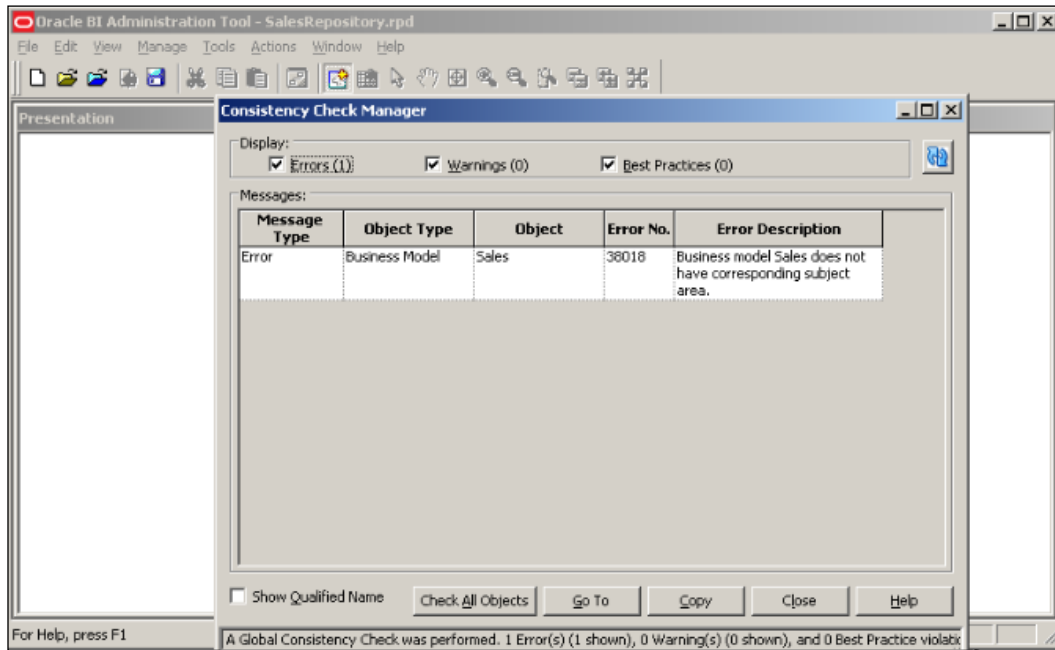 Oracle BI Administration Tool - SalesRepository.rpd
File Edit View Manage Tools Actions Window Help
Presentation
Consistency Check Manager
Display:
Errors (1) Warnings (0) Best Practices (0)
Messages:
Message Type Object Type Object Error No. Error Description
Error Business Model Sales 38018 Business model Sales does not
have corresponding subject
area.
Show Qualified Name Check All Objects Go To Copy Close Help
For Help, press F1
A Global Consistency Check was performed. 1 Error(s) (1 shown), 0 Warning(s) (0 shown), and 0 Best Practice